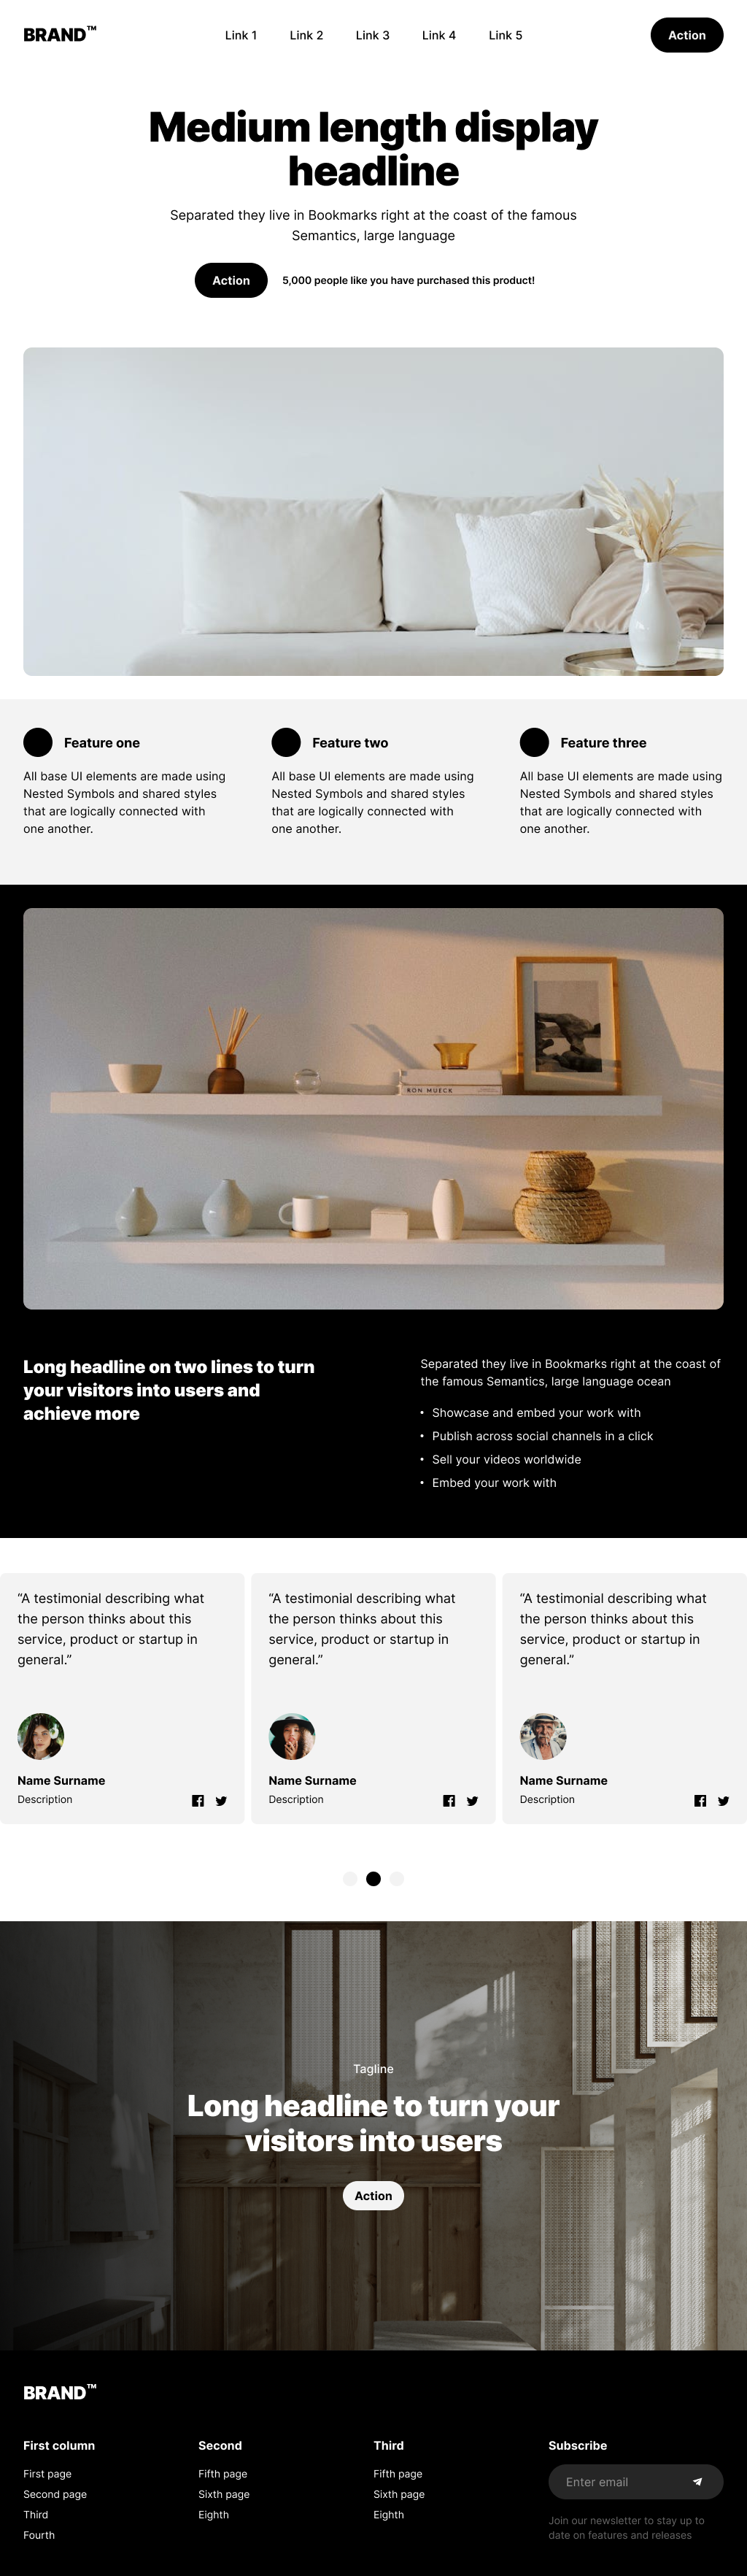 BRAND™
Link 1
Link 2
Link 3
Link 4
Link 5
Action
Medium length display
headline
Separated they live in Bookmarks right at the coast of the famous
Semantics, large language
Action
5,000 people like you have purchased this product!
Feature one
All base UI elements are made using
Nested Symbols and shared styles
that are logically connected with
one another.
Feature two
All base UI elements are made using
Nested Symbols and shared styles
that are logically connected with
one another.
Feature three
All base UI elements are made using
Nested Symbols and shared styles
that are logically connected with
one another.
RON MUECK
Long headline on two lines to turn
your visitors into users and
achieve more
Separated they live in Bookmarks right at the coast of
the famous Semantics, large language ocean
• Showcase and embed your work with
• Publish across social channels in a click
• Sell your videos worldwide
• Embed your work with
“A testimonial describing what
the person thinks about this
service, product or startup in
general.”
Name Surname
Description
“A testimonial describing what
the person thinks about this
service, product or startup in
general.”
Name Surname
Description
“A testimonial describing what
the person thinks about this
service, product or startup in
general.”
Name Surname
Description
Tagline
Long headline to turn your
visitors into users
Action
BRAND™
First column
First page
Second page
Third
Fourth
Second
Fifth page
Sixth page
Eighth
Third
Fifth page
Sixth page
Eighth
Subscribe
Enter email
Join our newsletter to stay up to
date on features and releases